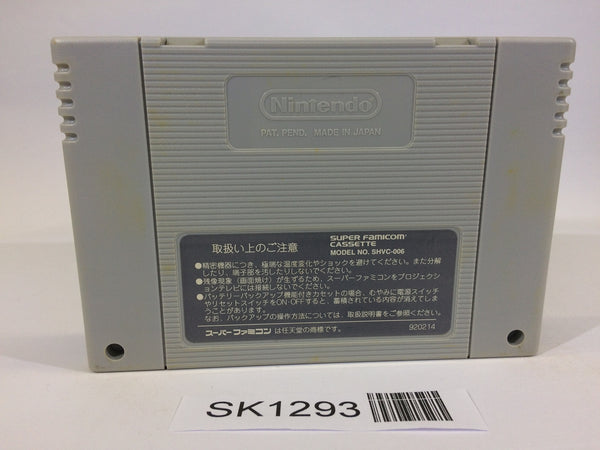 Nintendo
PAT. PEND. MADE IN JAPAN
取扱い上のご注意
SUPER FAMICOM
CASSETTE
MODEL NO. SHVC-006
●精密機器につき、極端な温度変化やショックを避けてください。また分解
したり、端子部を汚したりしないでください。
●残像現象（画面焼け）が生ずるため、スーパーファミコンをプロジェクシ
ョンテレビには接続しないでください。
●バッテリーバックアップ機能付きカセットの場合、むやみに電源スイッチ
やリセットスイッチをON・OFFすると、蓄積されている内容が消えてしま
うことがあります。
なお、バックアップの操作方法については、取扱説明書をご参照ください。
スーパーファミコン は任天堂の商標です。
920214
SK1293